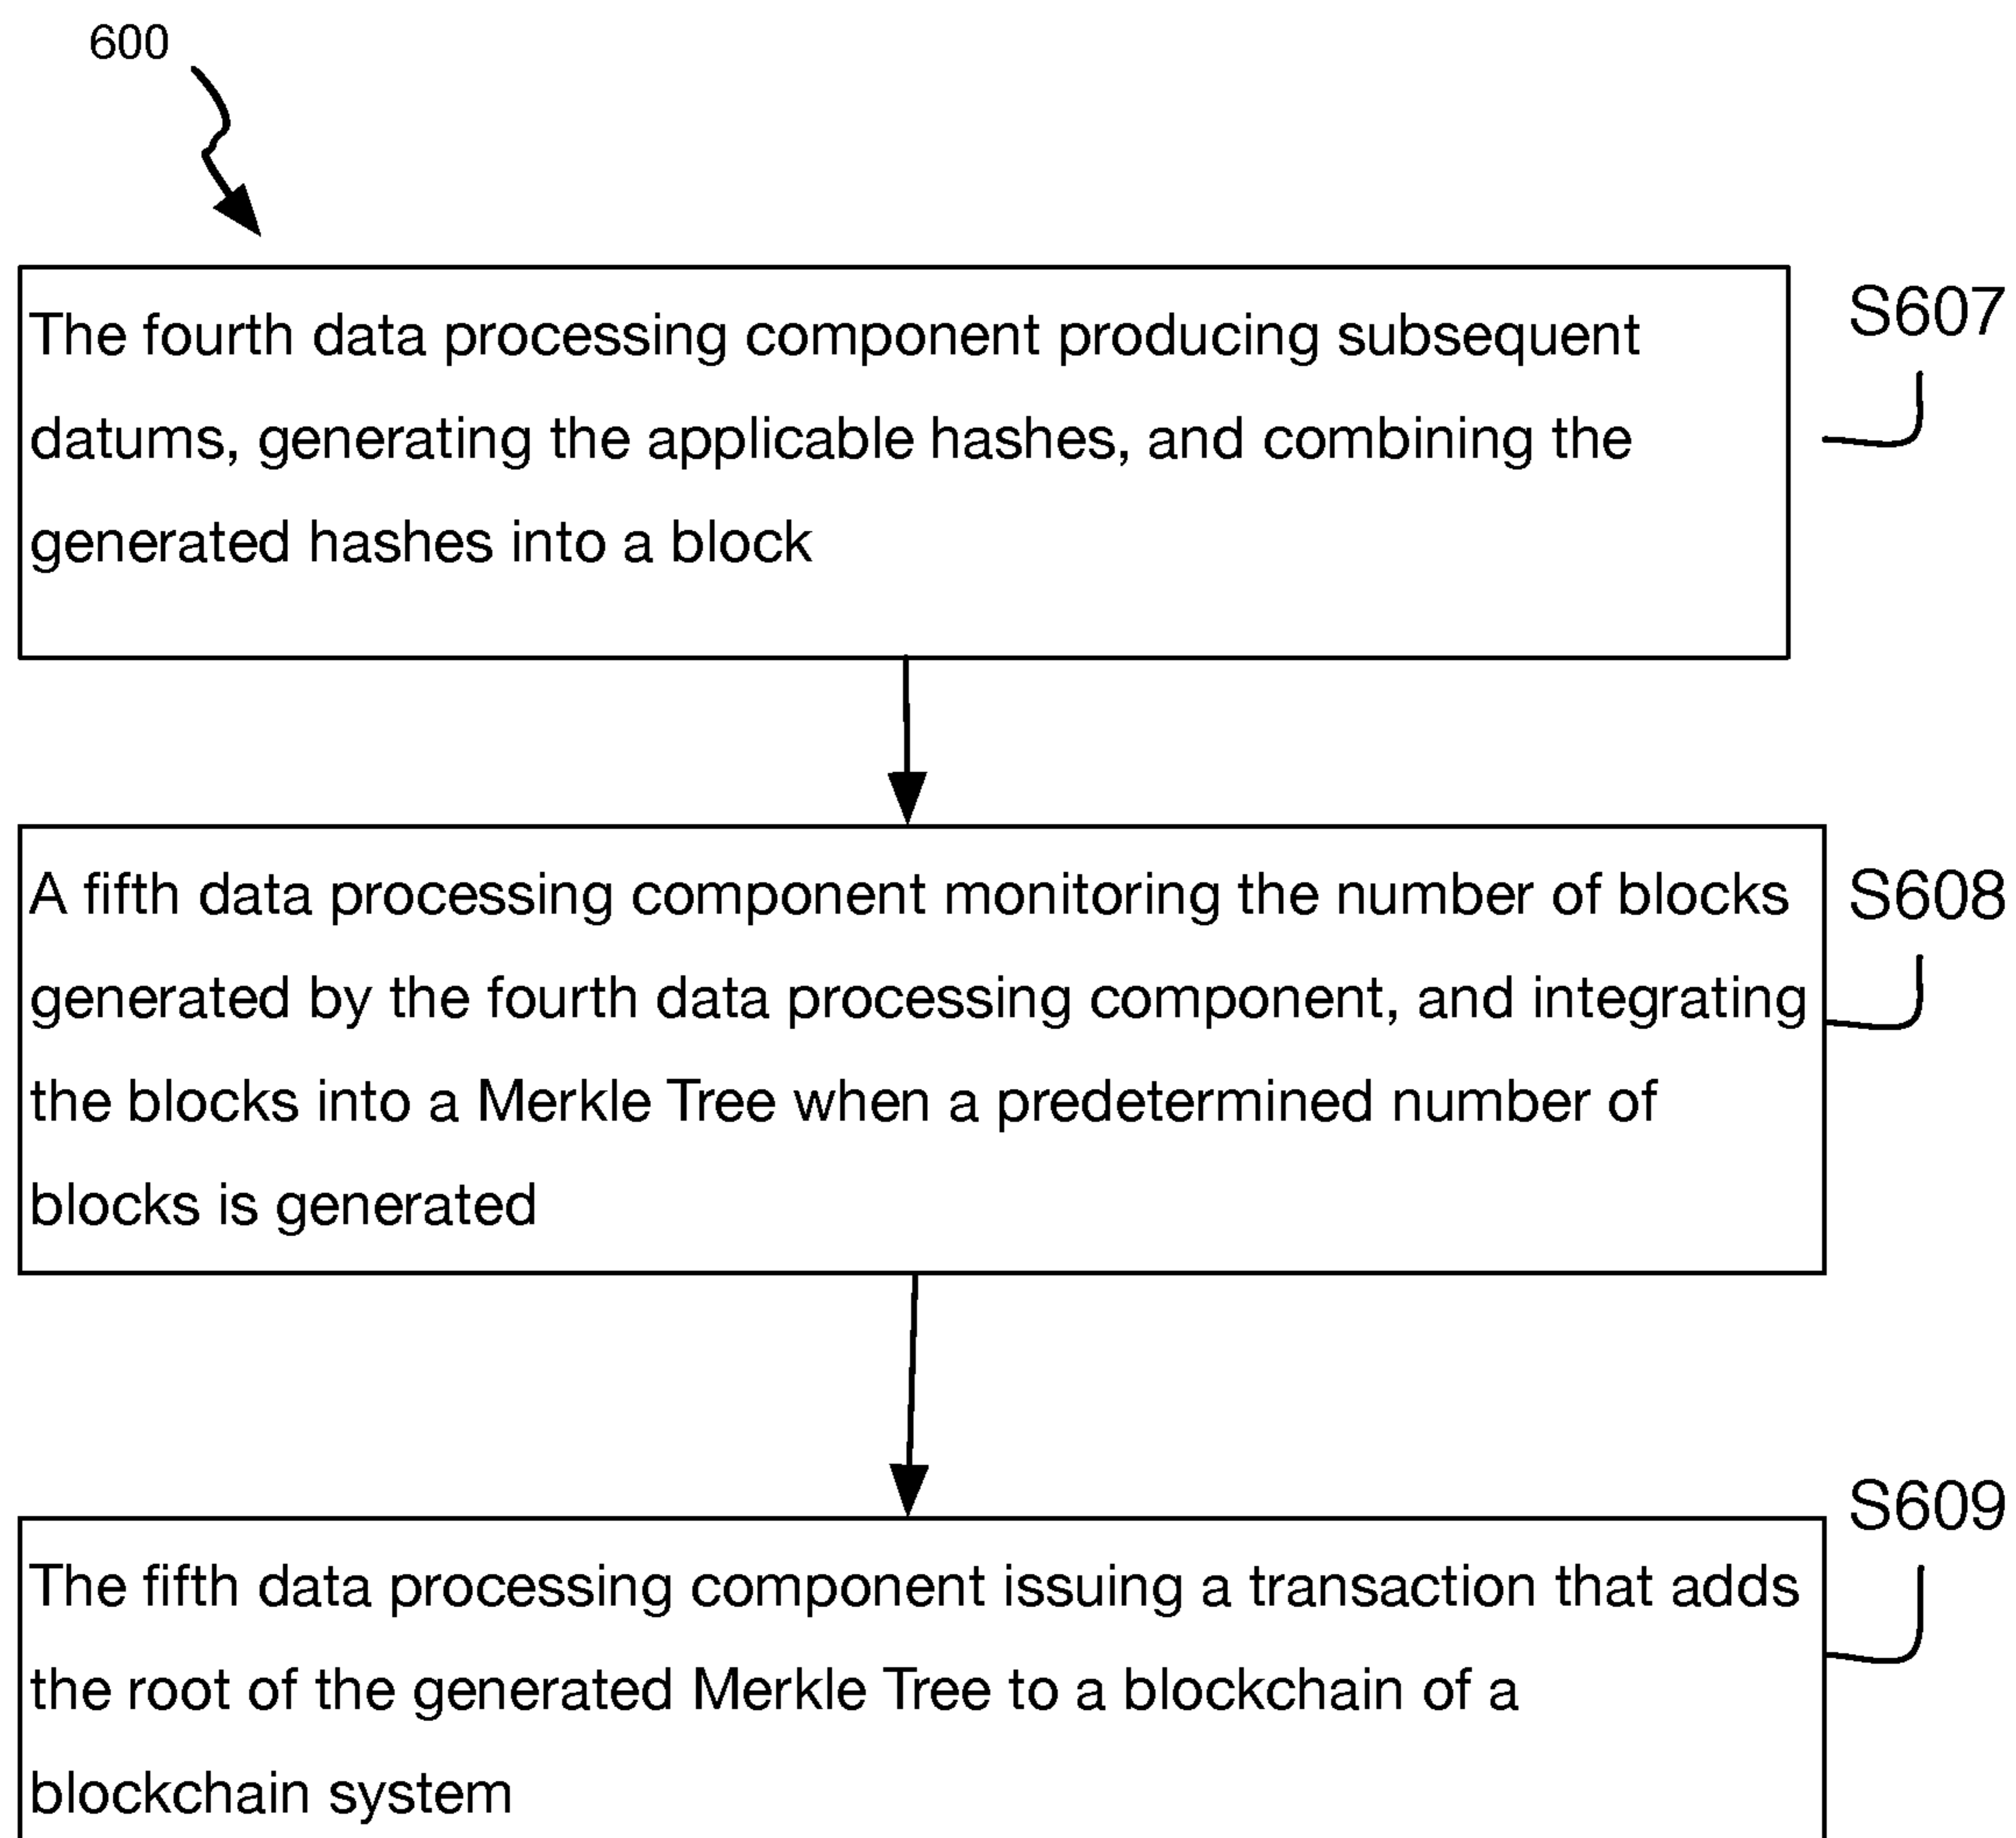 600
The fourth data processing component producing subsequent
datums, generating the applicable hashes, and combining the
generated hashes into a block
S607
A fifth data processing component monitoring the number of blocks
generated by the fourth data processing component, and integrating
the blocks into a Merkle Tree when a predetermined number of
blocks is generated
S608
The fifth data processing component issuing a transaction that adds
the root of the generated Merkle Tree to a blockchain of a
blockchain system
S609